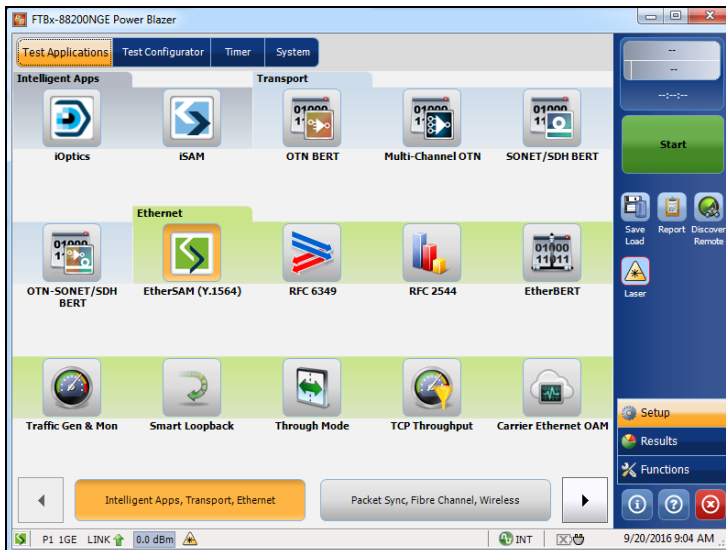 FTBx-88200NGE Power Blazer
Test Applications
Test Configurator
Timer
System
Intelligent Apps
Transport
iOptics
iSAM
OTN BERT
Multi-Channel OTN
SONET/SDH BERT
Ethernet
OTN-SONET/SDH
BERT
EtherSAM (Y.1564)
RFC 6349
RFC 2544
EtherBERT
Traffic Gen & Mon
Smart Loopback
Through Mode
TCP Throughput
Carrier Ethernet OAM
Intelligent Apps, Transport, Ethernet
Packet Sync, Fibre Channel, Wireless
P1 1GE LINK
0.0 dBm
INT
--
--
--:--:--
Start
Save
Load
Report
Discover
Remote
Laser
Setup
Results
Functions
9/20/2016 9:04 AM